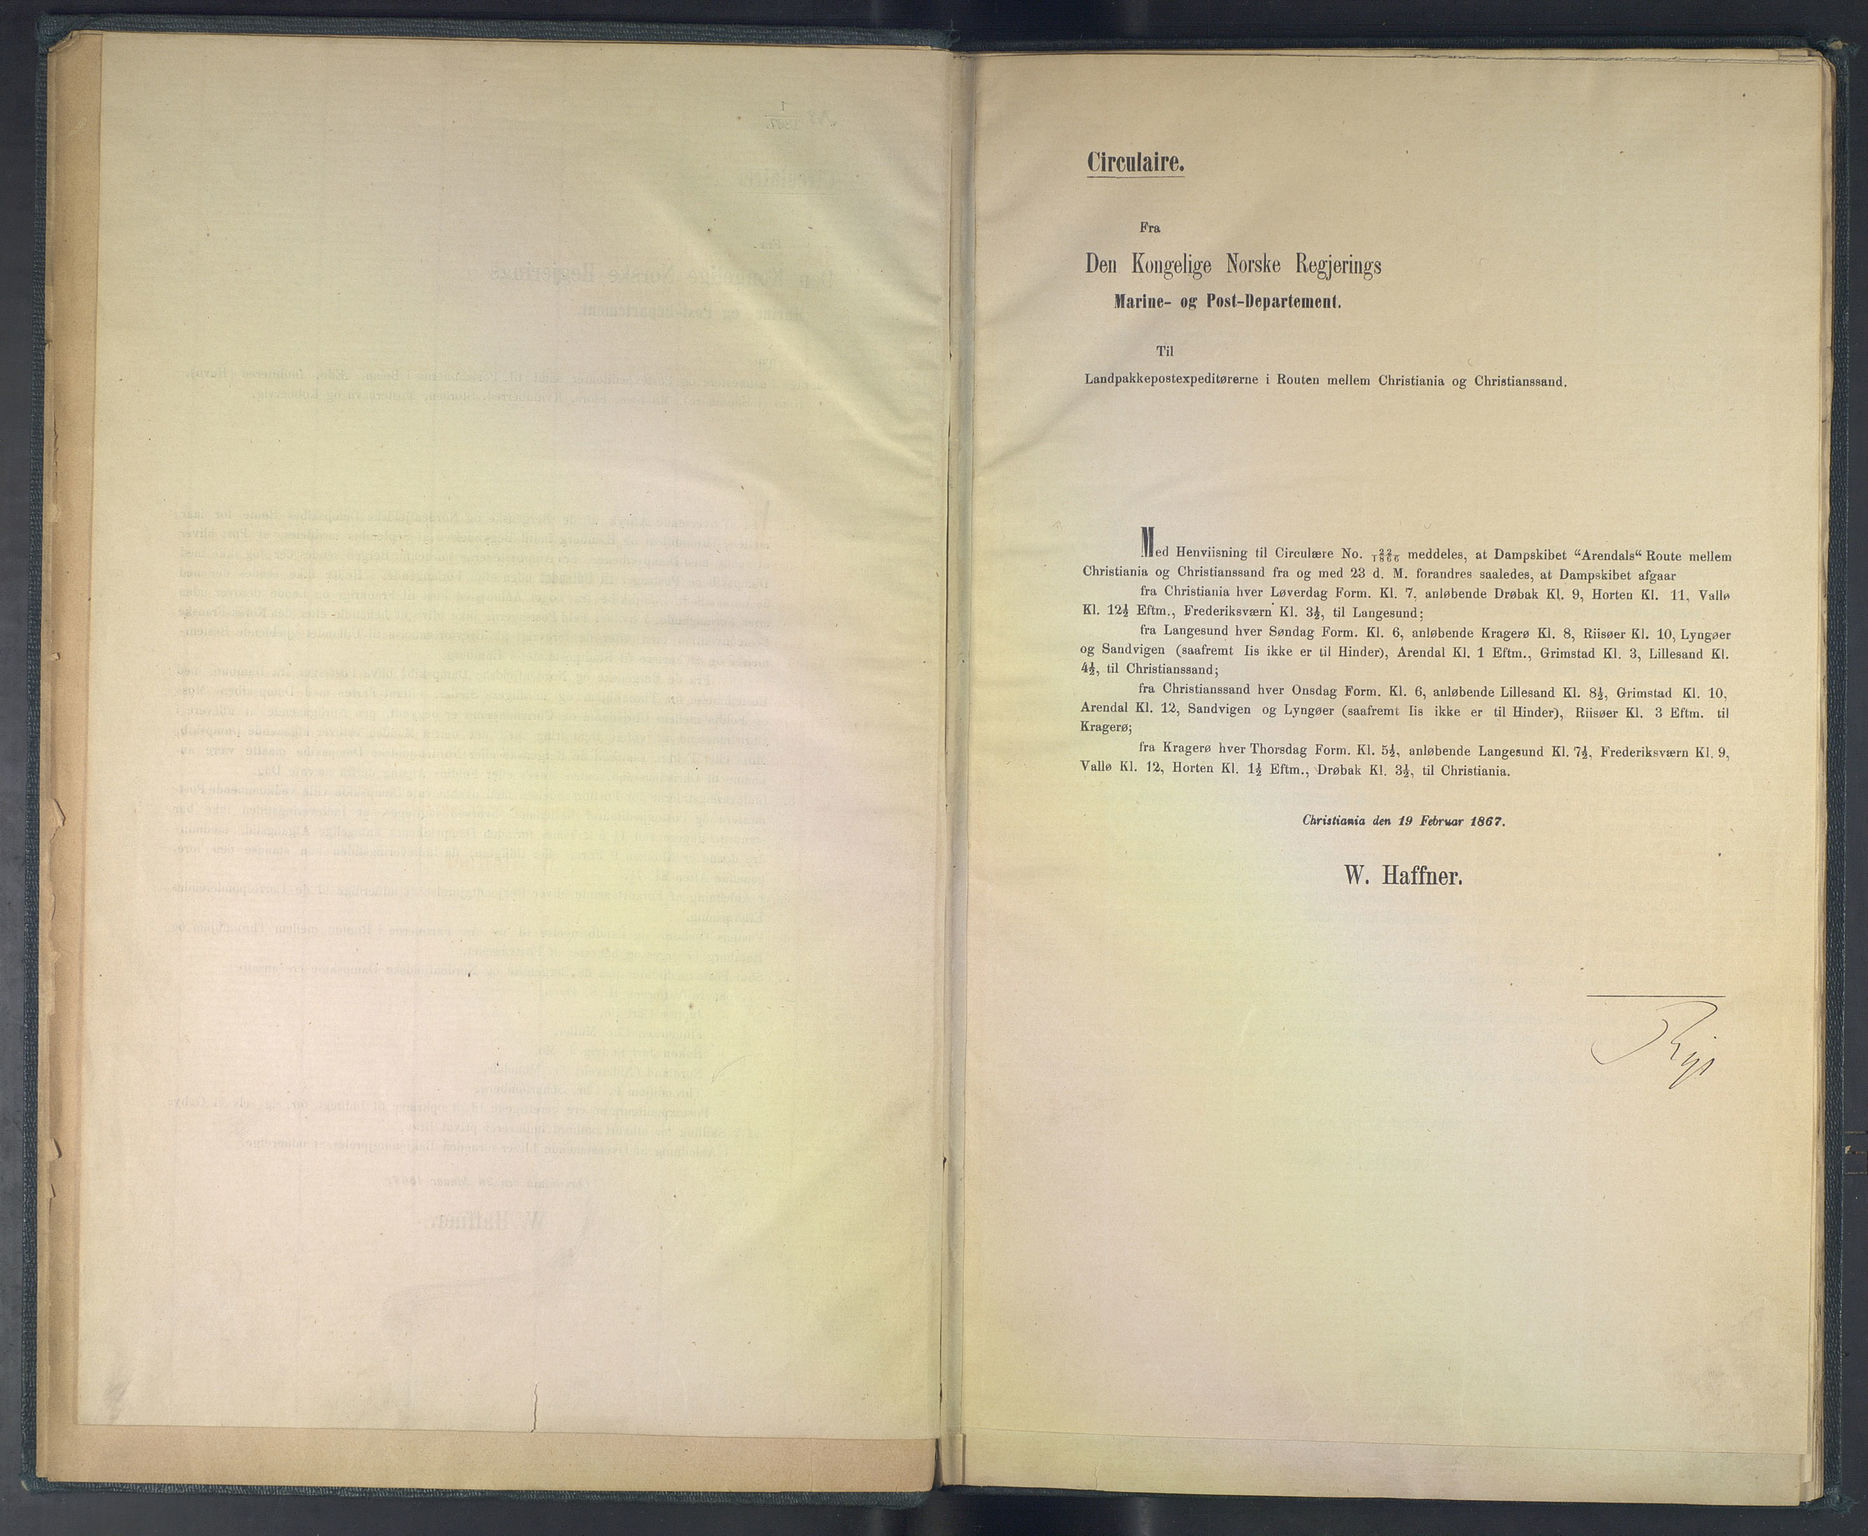 Circulaire.
Fra
Den Kongelige Norske Regjerings
Marine- og Post-Departement.
Til
Landpakkepostexpeditørerne i Routen mellem Christiania og Christianssand.
Med Henviisning til Circulære No. 22/1866 meddeles, at Dampskibet “Arendals“ Route mellem
Christiania og Christianssand fra og med 23 d. M. forandres saaledes, at Dampskibet afgaar
fra Christiania hver Løverdag Form. Kl. 7, anløbende Drøbak Kl. 9, Horten Kl. 11, Vallø
Kl. 12½ Eftm., Frederiksværn Kl. 3½, til Langesund;
fra Langesund hver Søndag Form. Kl. 6, anløbende Kragerø Kl. 8, Riisøer Kl. 10, Lyngøer
og Sandvigen (saafremt Iis ikke er til Hinder), Arendal Kl. 1 Eftm., Grimstad Kl. 3, Lillesand Kl.
4½, til Christianssand;
fra Christianssand hver Onsdag Form. Kl. 6, anløbende Lillesand Kl. 8½, Grimstad Kl. 10,
Arendal Kl. 12, Sandvigen og Lyngøer (saafremt Iis ikke er til Hinder), Riisøer Kl. 3 Eftm. til
Kragerø;
fra Kragerø hver Thorsdag Form. Kl. 5½, anløbende Langesund Kl. 7½, Frederiksværn Kl. 9,
Vallø Kl. 12, Horten Kl. 1½ Eftm., Drøbak Kl. 3½, til Christiania.
Christiania den 19 Februar 1867.
W. Haffner.